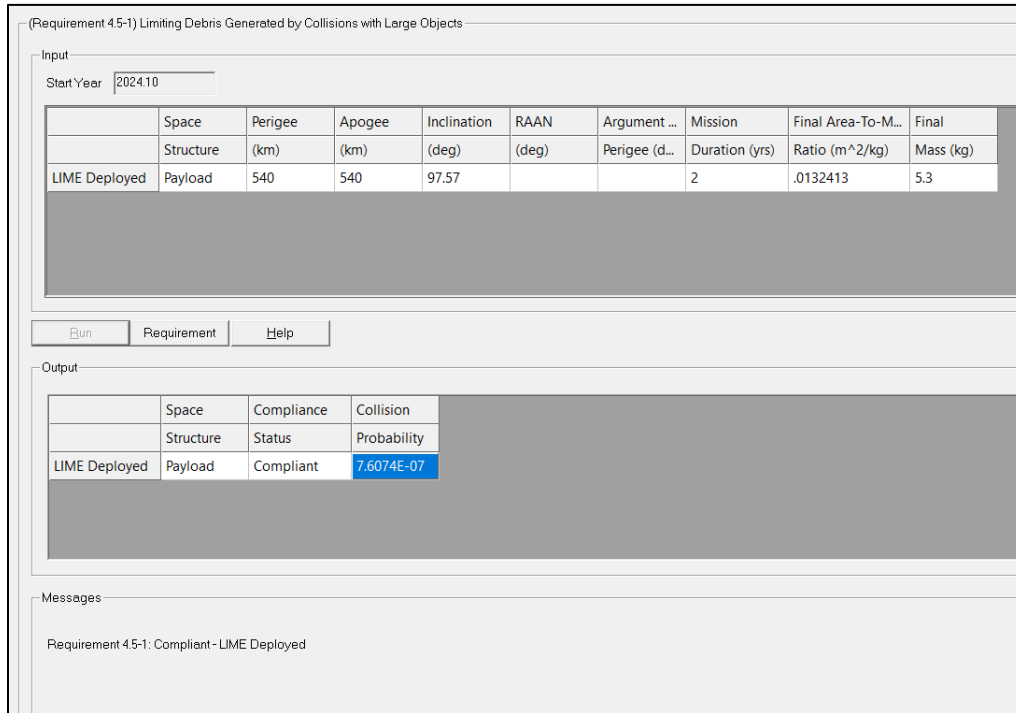 (Requirement 4.5-1) Limiting Debris Generated by Collisions with Large Objects
Input
Start Year 2024.10
Space Perigee Apogee Inclination RAAN Argument ... Mission Final Area-To-M... Final
Structure (km) (km) (deg) (deg) Perigee (d... Duration (yrs) Ratio (m^2/kg) Mass (kg)
LIME Deployed Payload 540 540 97.57 2 .0132413 5.3
Run Requirement Help
Output
Space Compliance Collision
Structure Status Probability
LIME Deployed Payload Compliant 7.6074E-07
Messages
Requirement 4.5-1: Compliant - LIME Deployed